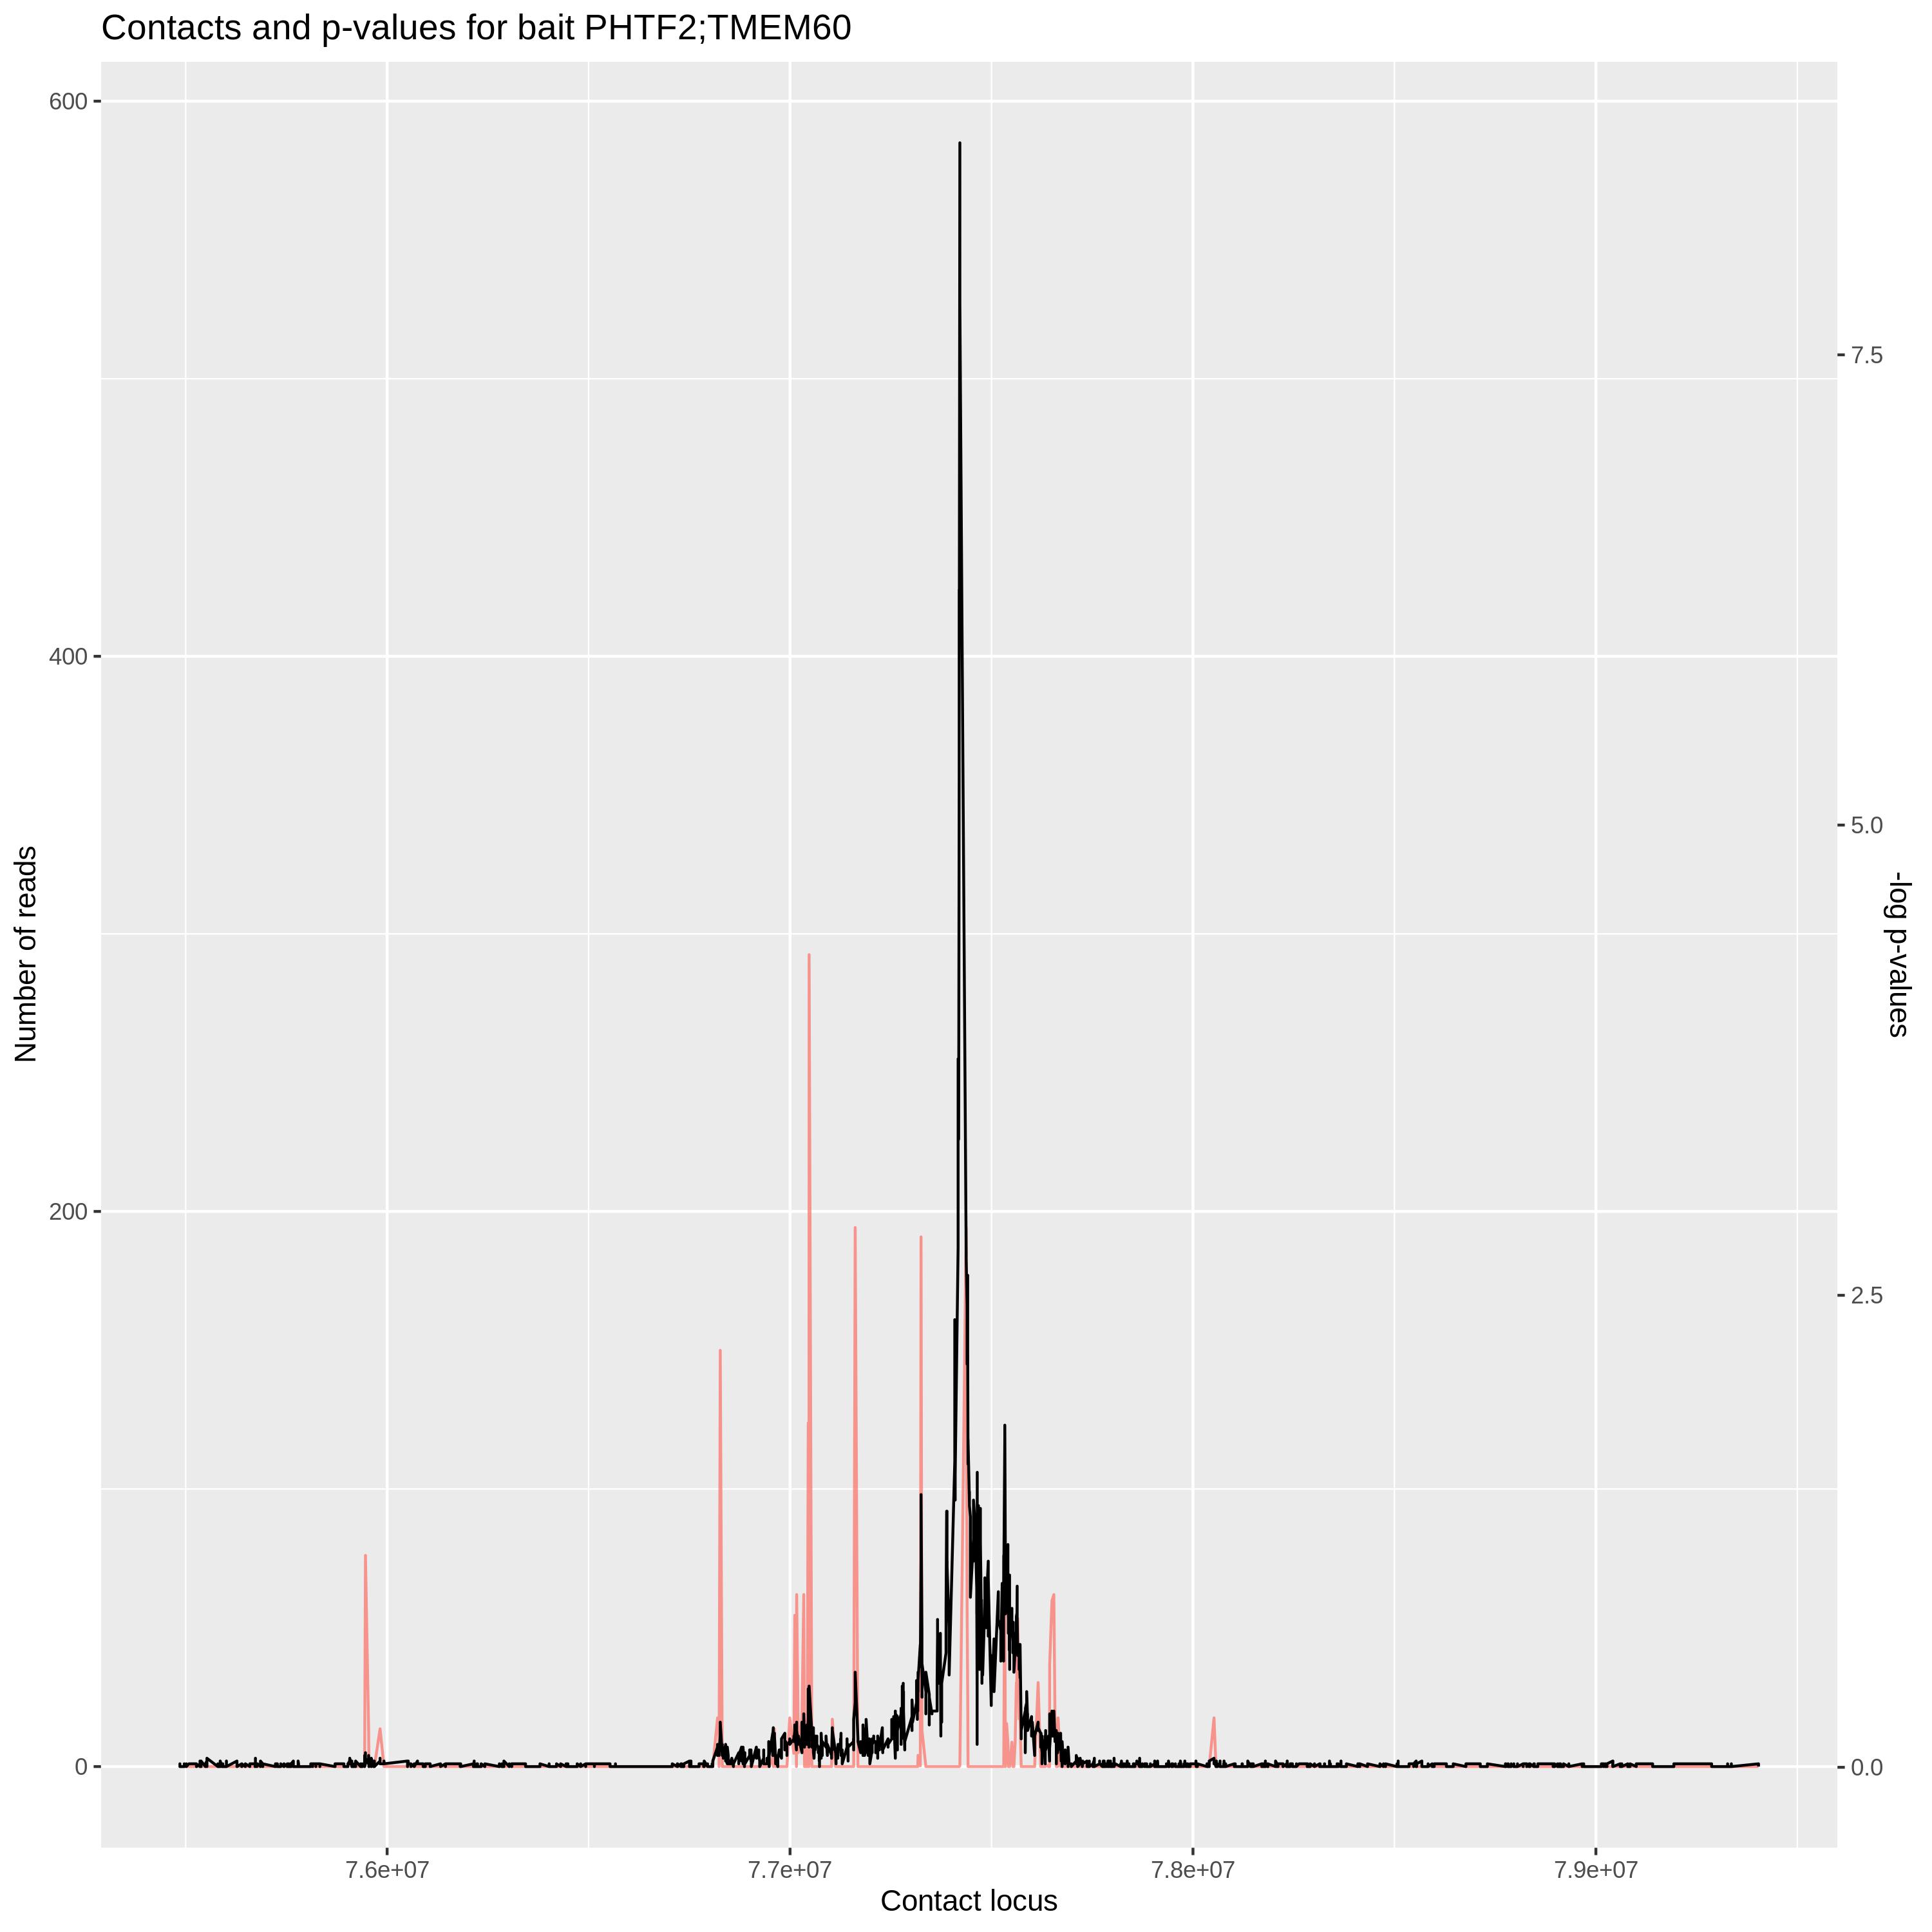 Contacts and p-values for bait PHTF2;TMEM60
600
400
200
0
Number of reads
7.5
5.0
2.5
0.0
-log p-values
7.6e+07 7.7e+07 7.8e+07 7.9e+07
Contact locus